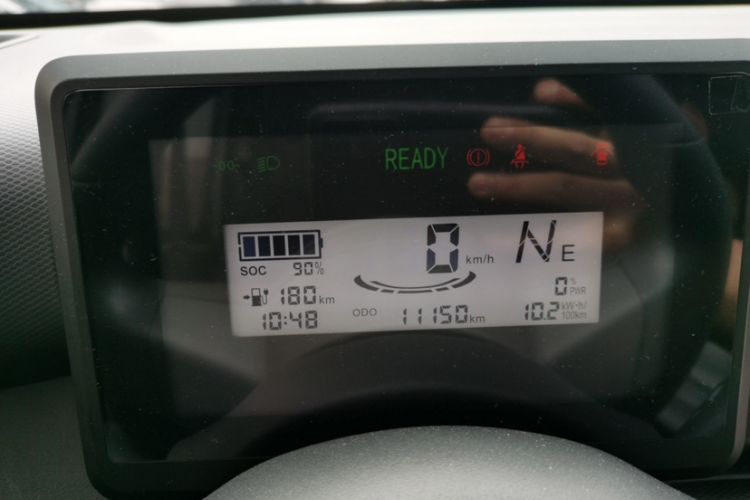 READY
0 km/h
N E
SOC 90%
180 km
0 % PWR
10:48
ODO 11150 km
10.2 kW·h/100km